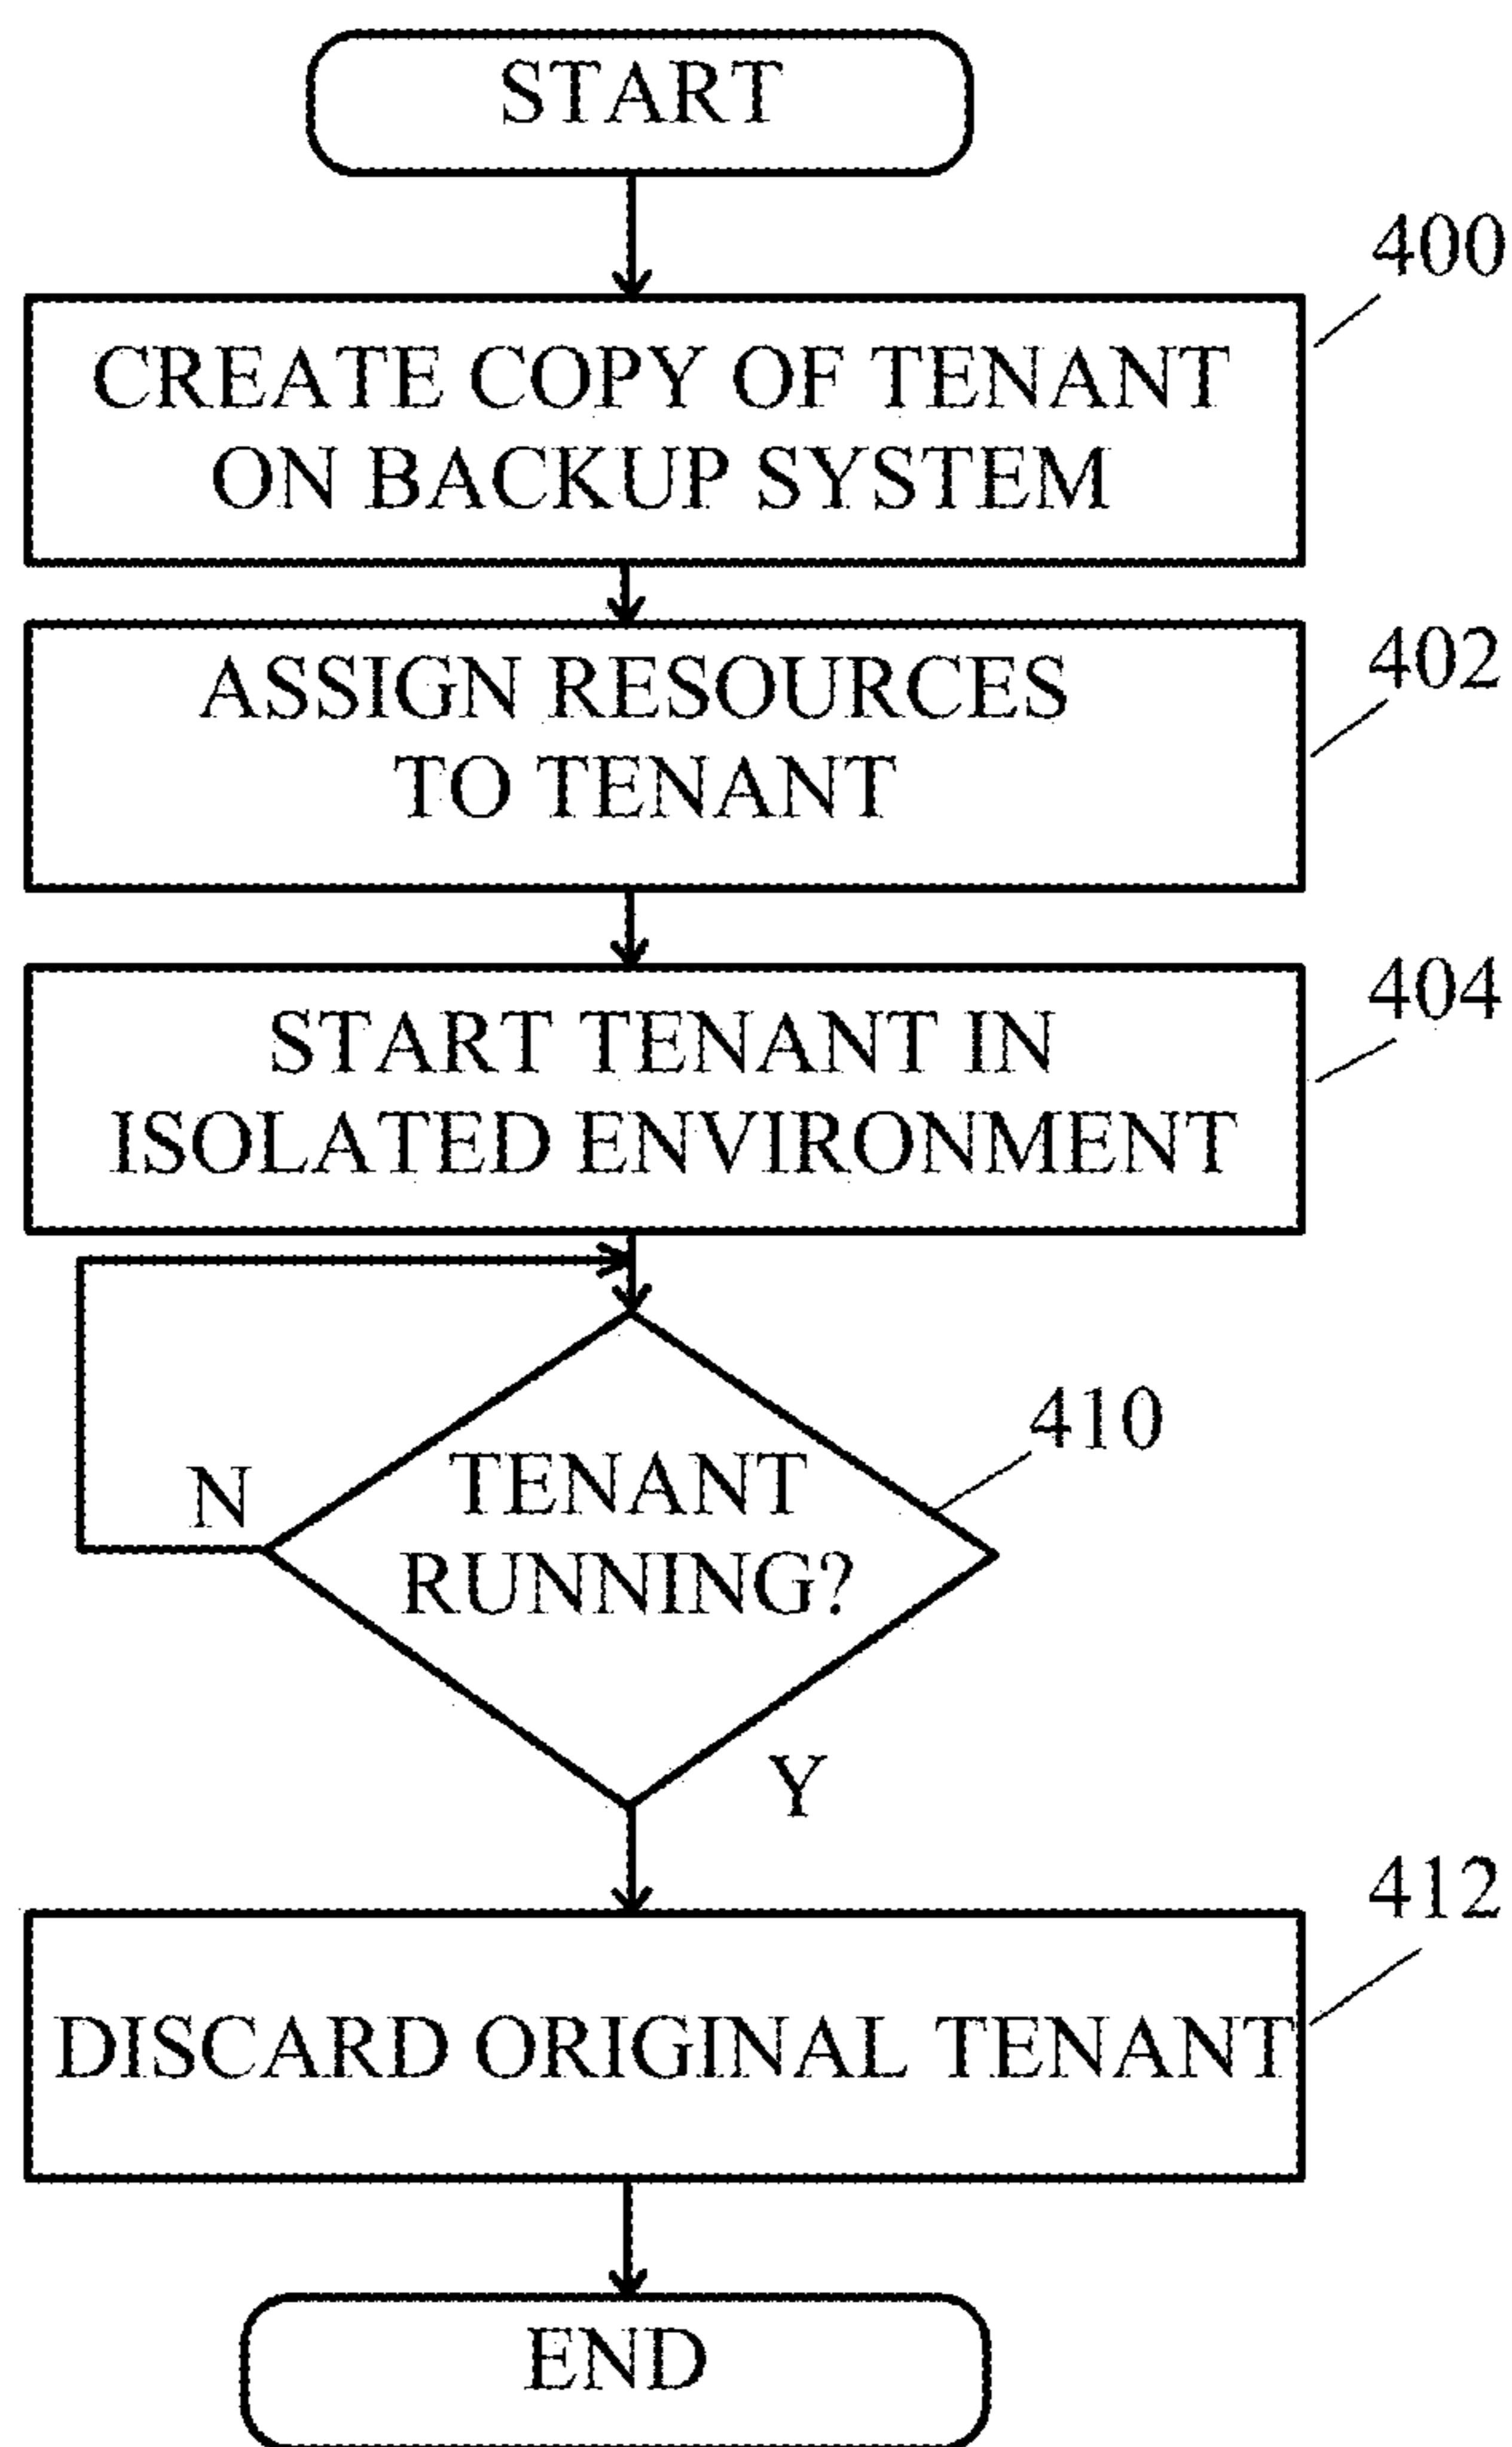 START
400
CREATE COPY OF TENANT
ON BACKUP SYSTEM
402
ASSIGN RESOURCES
TO TENANT
404
START TENANT IN
ISOLATED ENVIRONMENT
410
N
TENANT
RUNNING?
Y
412
DISCARD ORIGINAL TENANT
END